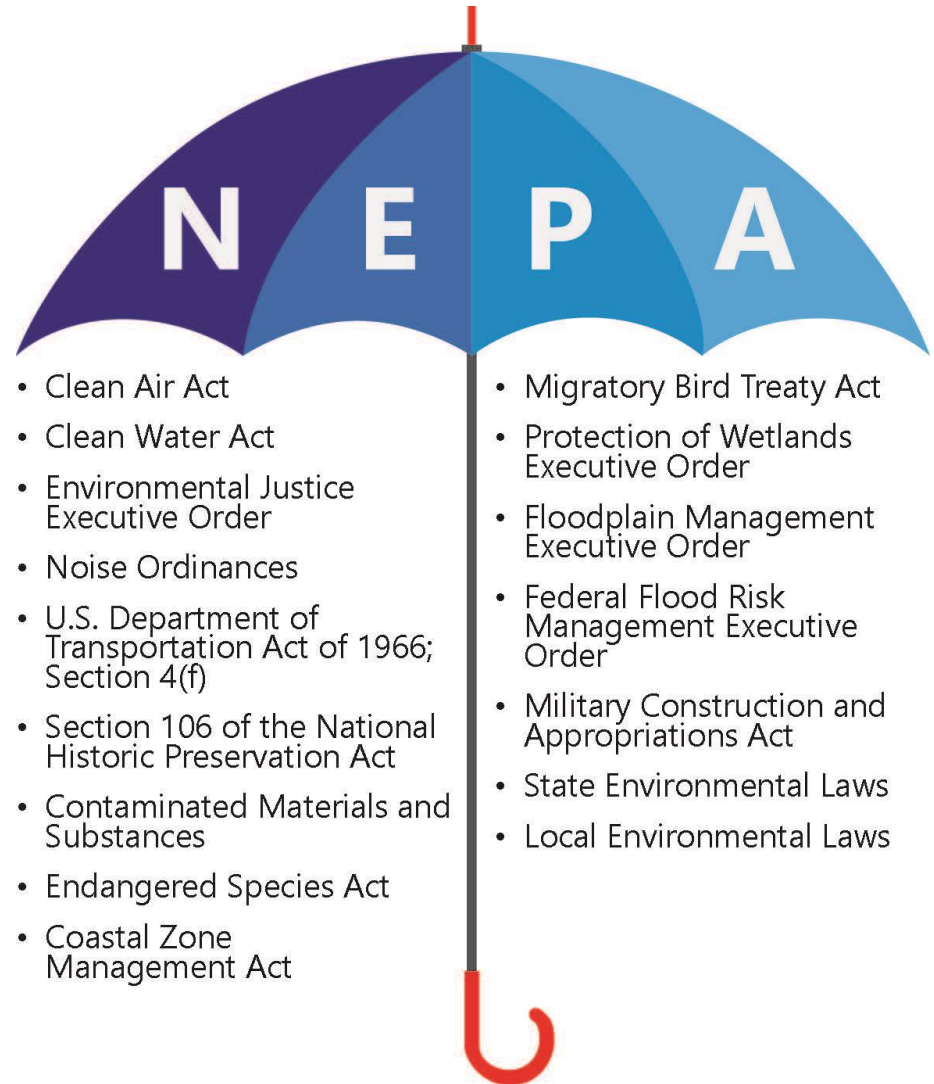 N E P A
• Clean Air Act
• Clean Water Act
• Environmental Justice
Executive Order
• Noise Ordinances
• U.S. Department of
Transportation Act of 1966;
Section 4(f)
• Section 106 of the National
Historic Preservation Act
• Contaminated Materials and
Substances
• Endangered Species Act
• Coastal Zone
Management Act
• Migratory Bird Treaty Act
• Protection of Wetlands
Executive Order
• Floodplain Management
Executive Order
• Federal Flood Risk
Management Executive
Order
• Military Construction and
Appropriations Act
• State Environmental Laws
• Local Environmental Laws